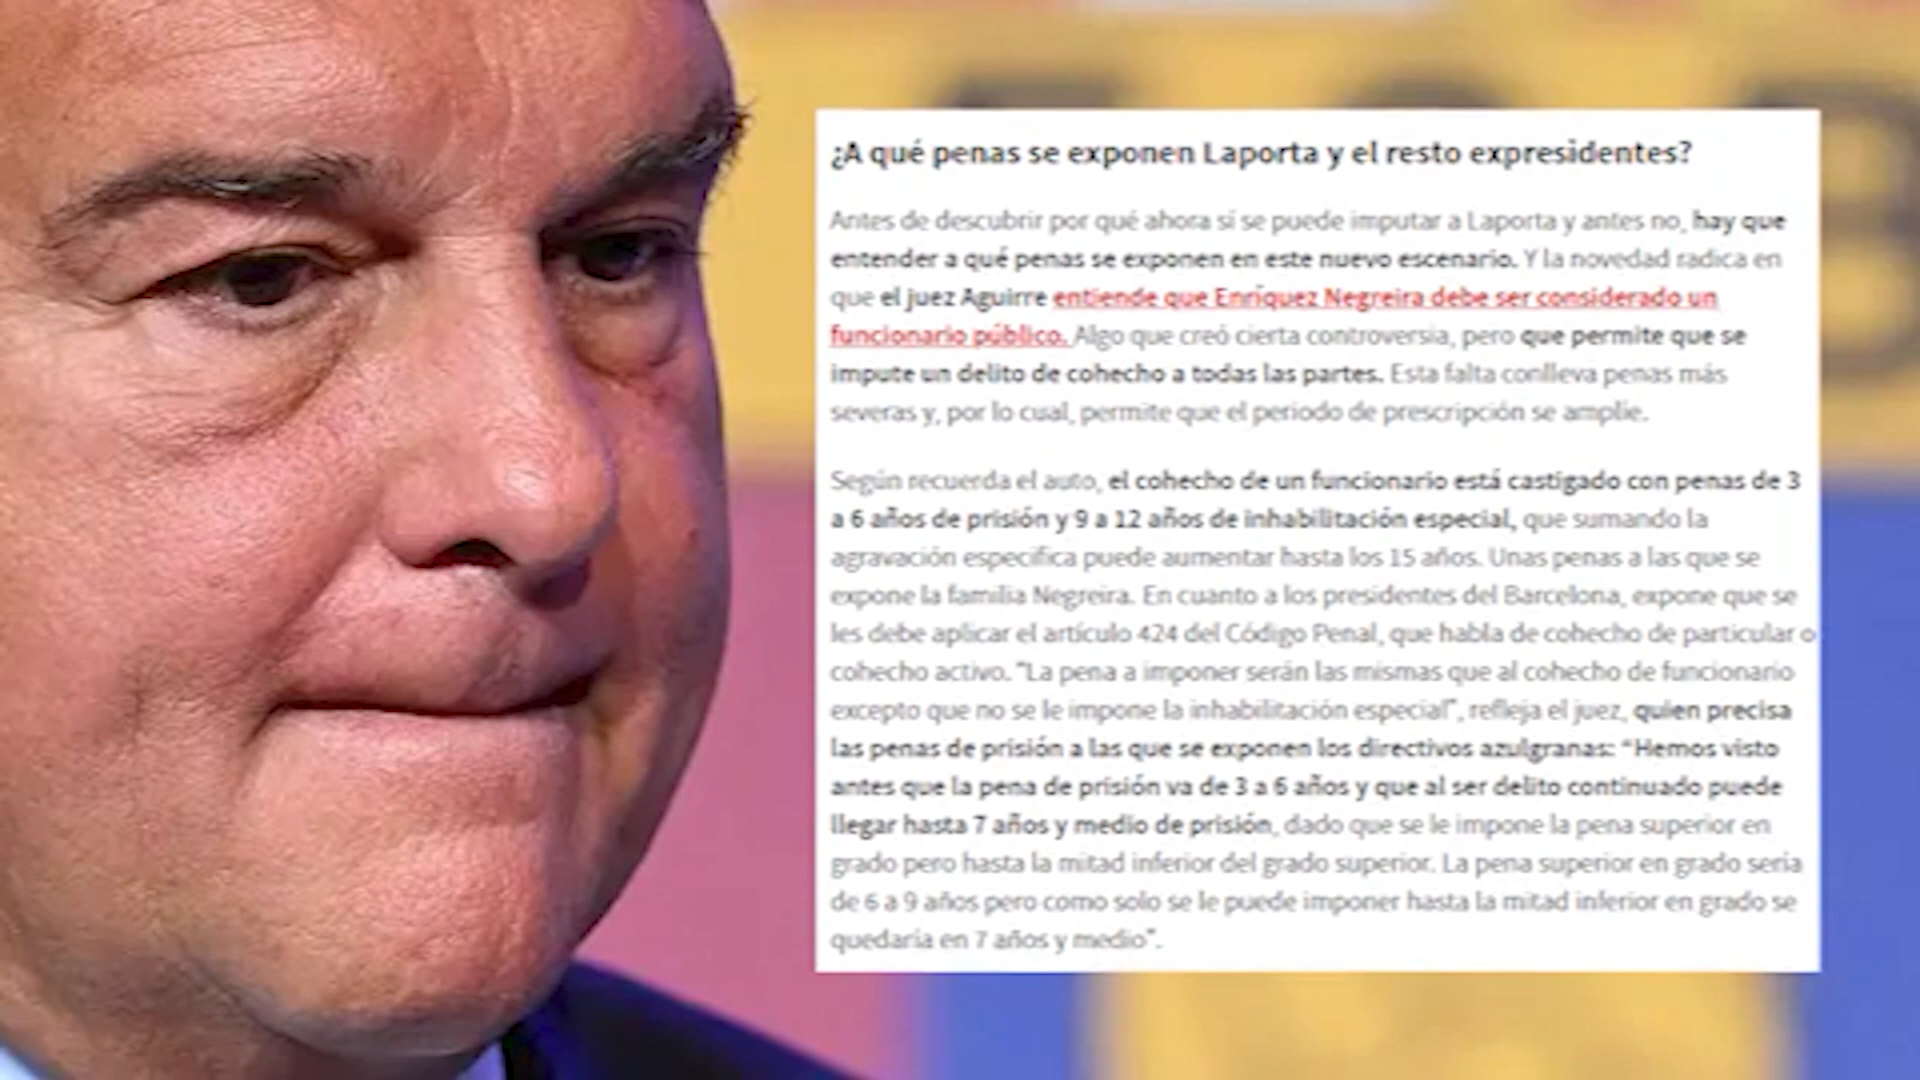 ¿A qué penas se exponen Laporta y el resto expresidentes?
Antes de descubrir por qué ahora sí se puede imputar a Laporta y antes no, hay que
entender a qué penas se exponen en este nuevo escenario. Y la novedad radica en
que el juez Aguirre entiende que Enríquez Negreira debe ser considerado un
funcionario público. Algo que creó cierta controversia, pero que permite que se
impute un delito de cohecho a todas las partes. Esta falta conlleva penas más
severas y, por lo cual, permite que el periodo de prescripción se amplíe.
Según recuerda el auto, el cohecho de un funcionario está castigado con penas de 3
a 6 años de prisión y 9 a 12 años de inhabilitación especial, que sumando la
agravación específica puede aumentar hasta los 15 años. Unas penas a las que se
expone la familia Negreira. En cuanto a los presidentes del Barcelona, expone que se
les debe aplicar el artículo 424 del Código Penal, que habla de cohecho de particular o
cohecho activo. "La pena a imponer serán las mismas que al cohecho de funcionario
excepto que no se le impone la inhabilitación especial", refleja el juez, quien precisa
las penas de prisión a las que se exponen los directivos azulgranas: "Hemos visto
antes que la pena de prisión va de 3 a 6 años y que al ser delito continuado puede
llegar hasta 7 años y medio de prisión, dado que se le impone la pena superior en
grado pero hasta la mitad inferior del grado superior. La pena superior en grado sería
de 6 a 9 años pero como solo se le puede imponer hasta la mitad inferior en grado se
quedaría en 7 años y medio".